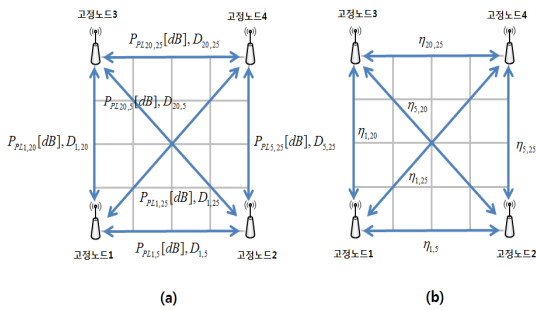 고정노드3 고정노드4 고정노드3 고정노드4
P_{PL20,25}[dB], D_{20,25} η_{20,25}
P_{PL20,5}[dB], D_{20,5} η_{5,20}
P_{PL1,20}[dB], D_{1,20} P_{PL5,25}[dB], D_{5,25} η_{1,20} η_{5,25}
P_{PL1,25}[dB], D_{1,25} η_{1,25}
고정노드1 P_{PL1,5}[dB], D_{1,5} 고정노드2 고정노드1 η_{1,5} 고정노드2
(a) (b)